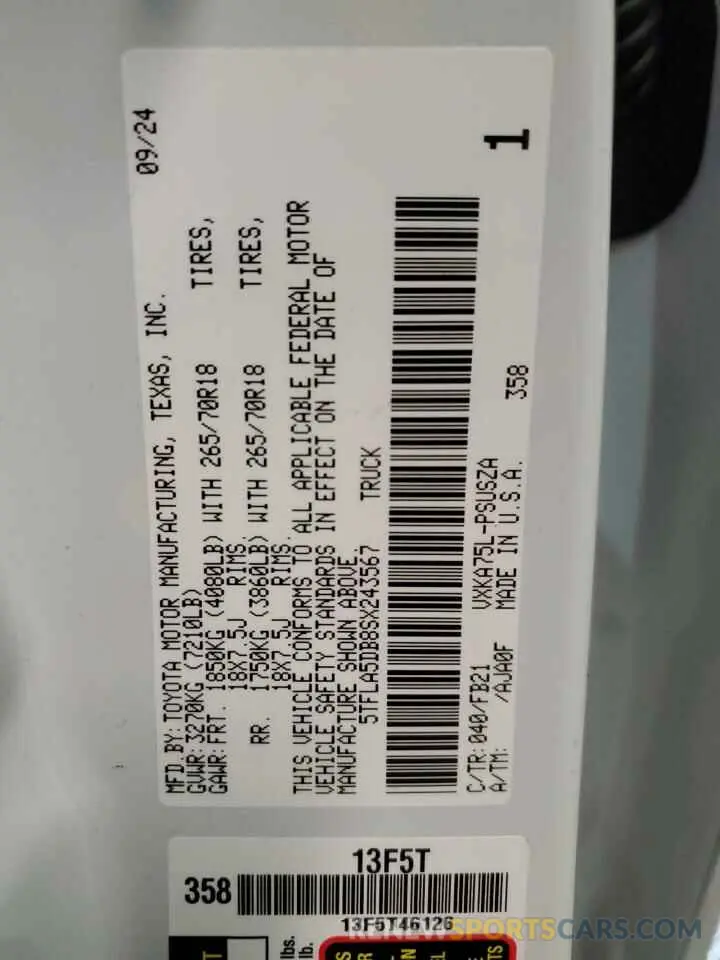 MFD.BY:TOYOTA MOTOR MANUFACTURING, TEXAS, INC. 09/24
GVWR:3270KG (7210LB)
GAWR:FRT. 1850KG (4080LB) WITH 265/70R18 TIRES,
18X7.5J RIMS.
RR. 1750KG (3860LB) WITH 265/70R18 TIRES,
18X7.5J RIMS.
THIS VEHICLE CONFORMS TO ALL APPLICABLE FEDERAL MOTOR
VEHICLE SAFETY STANDARDS IN EFFECT ON THE DATE OF
MANUFACTURE SHOWN ABOVE.
5TFLA5DB8SX243567 TRUCK
C/TR:040/FB21 VXKA75L-PSUSZA 358
A/TM: /AJA0F MADE IN U.S.A.
1
13F5T
358
13F5T46126
lbs.
lb.
RESEARCHSPORTSCARS.COM